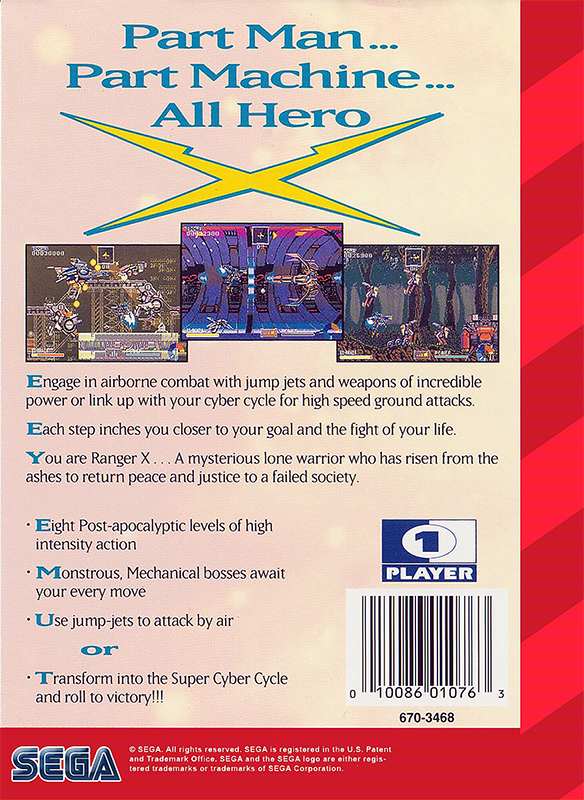 Part Man...
Part Machine...
All Hero
Engage in airborne combat with jump jets and weapons of incredible
power or link up with your cyber cycle for high speed ground attacks.
Each step inches you closer to your goal and the fight of your life.
You are Ranger X . . . A mysterious lone warrior who has risen from the
ashes to return peace and justice to a failed society.
• Eight Post-apocalyptic levels of high
intensity action
• Monstrous, Mechanical bosses await
your every move
• Use jump-jets to attack by air
or
• Transform into the Super Cyber Cycle
and roll to victory!!!
1
PLAYER
0 10086 01076 3
670-3468
SEGA
© SEGA. All rights reserved. SEGA is registered in the U.S. Patent
and Trademark Office. SEGA and the SEGA logo are either regis-
tered trademarks or trademarks of SEGA Corporation.